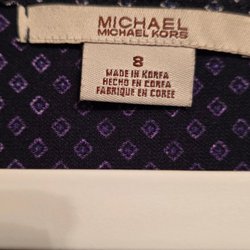 MICHAEL
MICHAEL KORS
8
MADE IN KOREA
HECHO EN COREA
FABRIQUE EN COREE